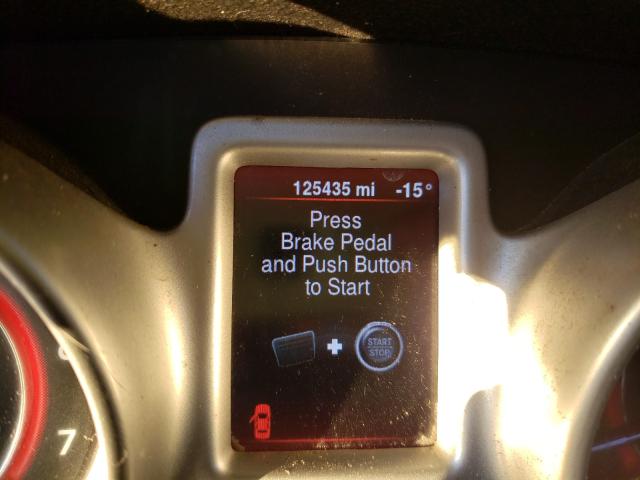 125435 mi -15°
Press
Brake Pedal
and Push Button
to Start
START
STOP
7